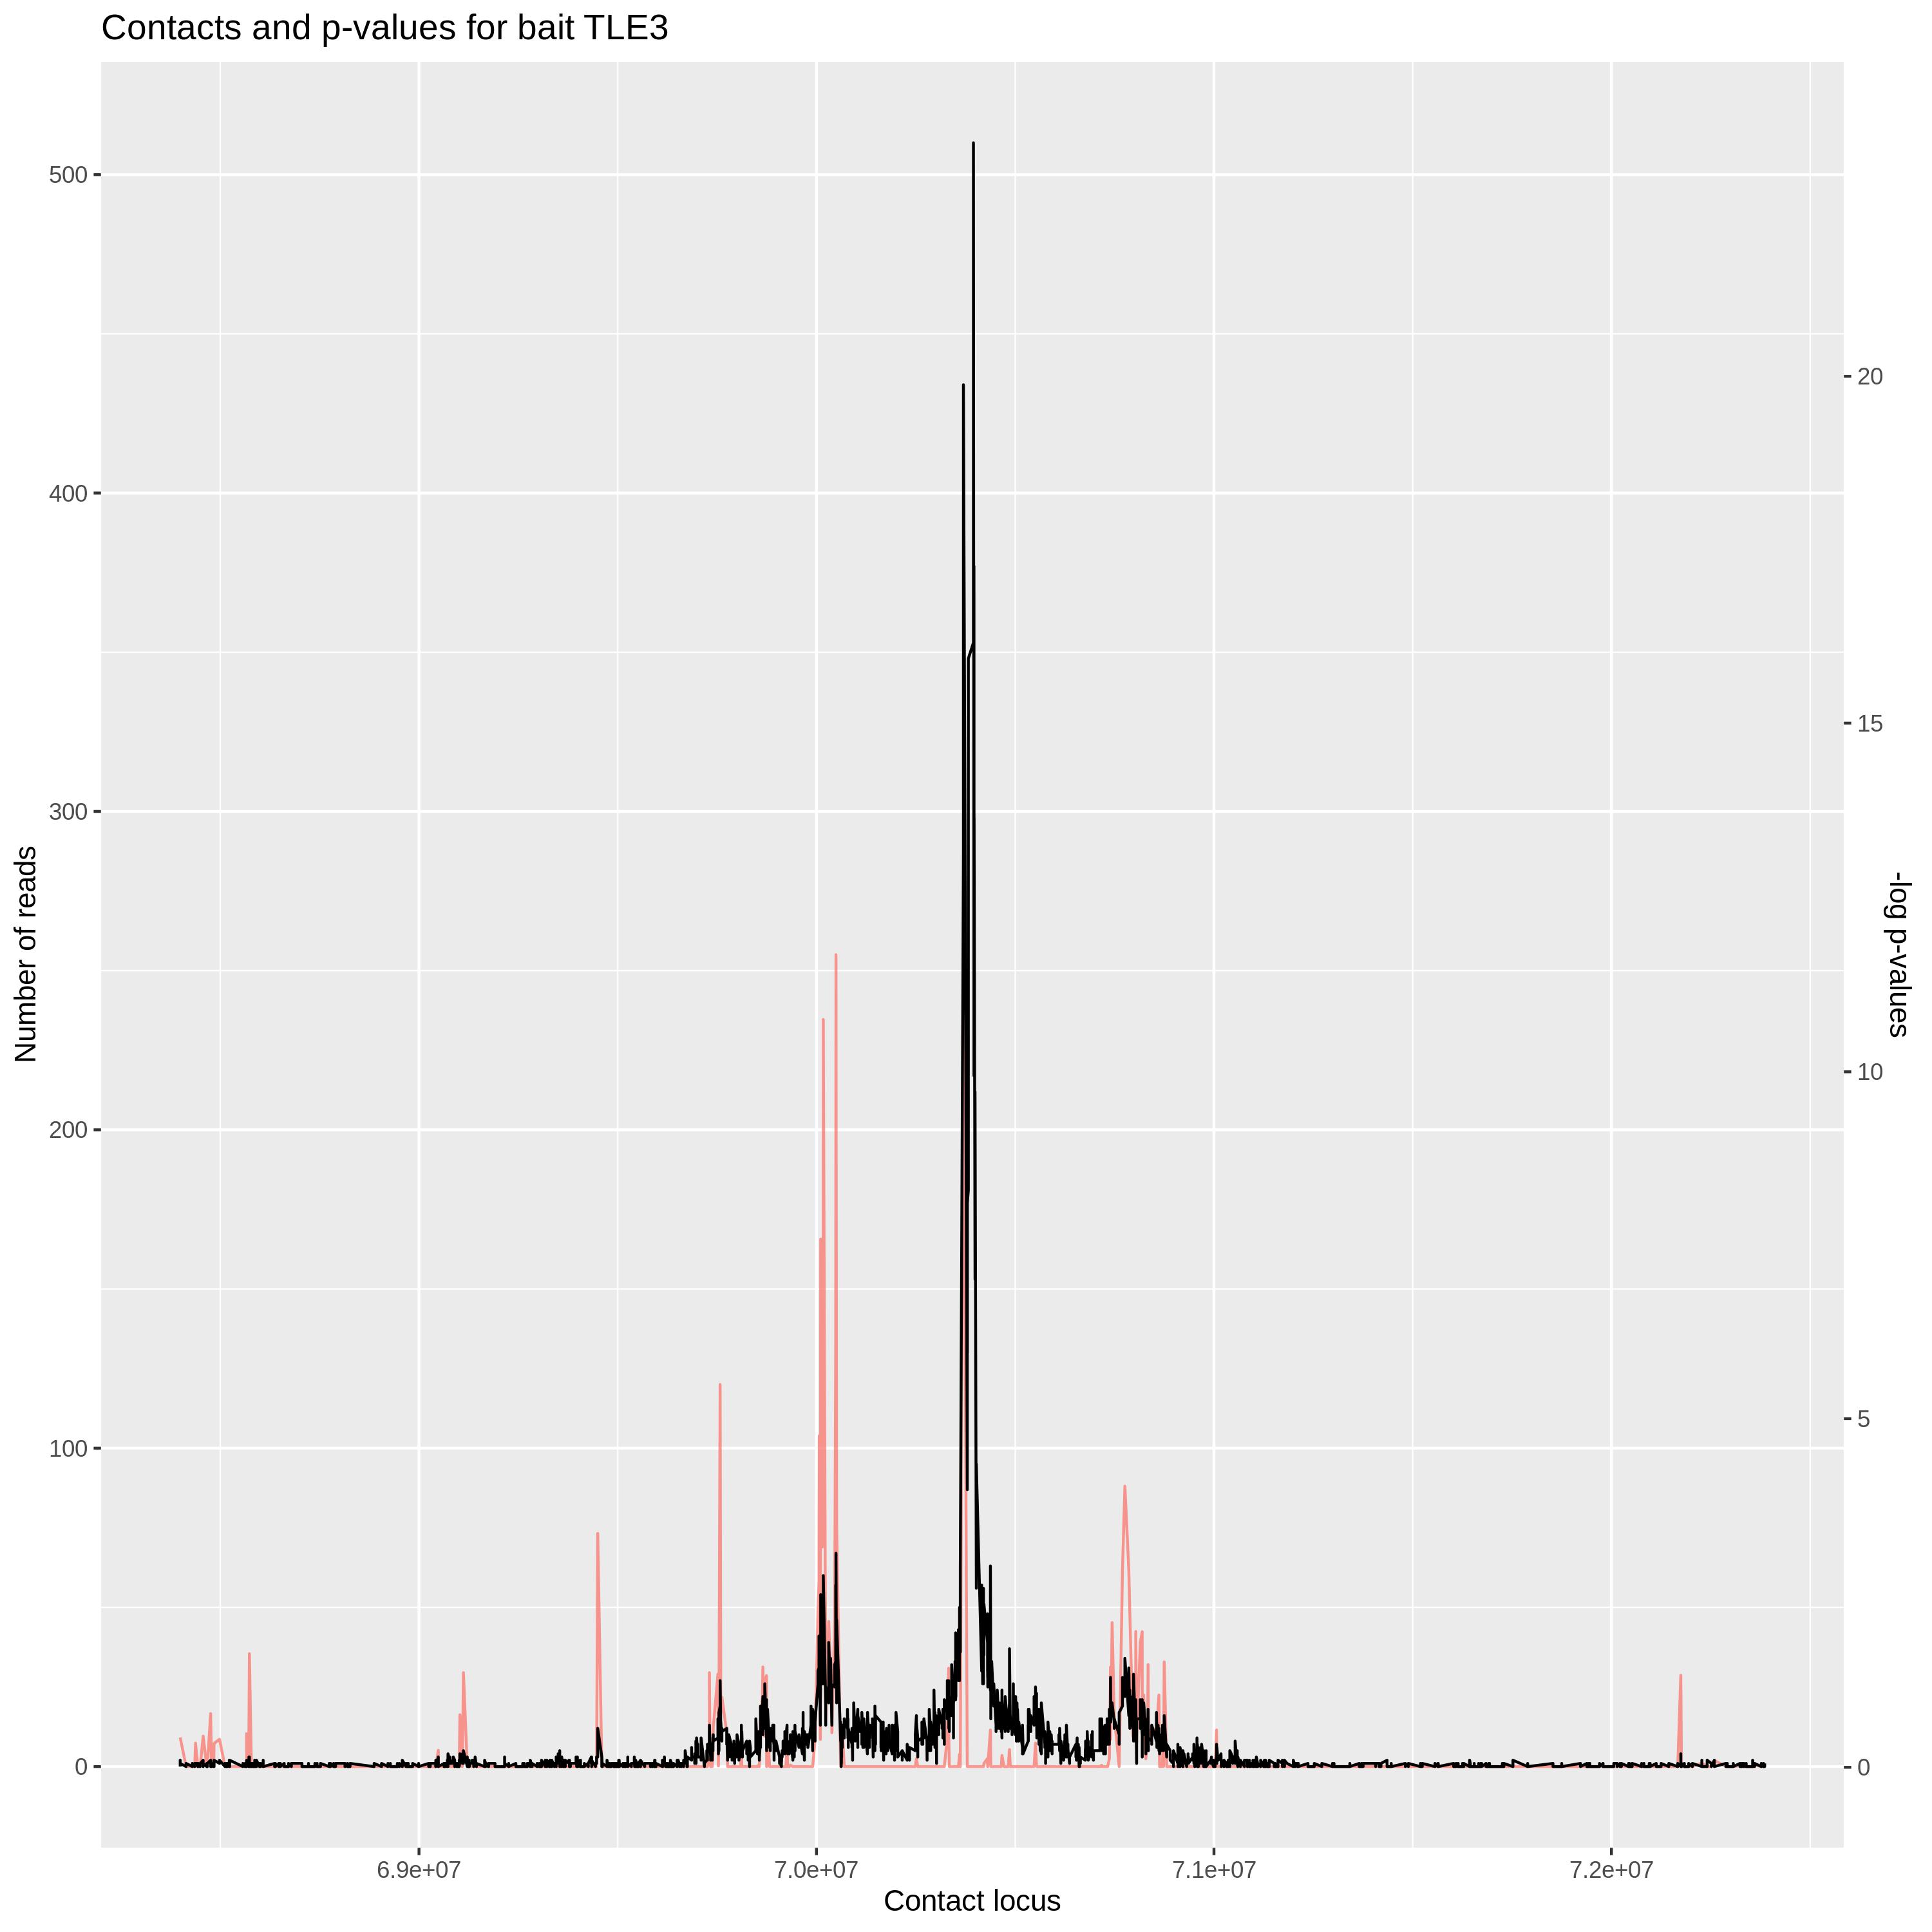 Contacts and p-values for bait TLE3
500
400
300
200
100
0
Number of reads
20
15
10
5
0
-log p-values
6.9e+07
7.0e+07
7.1e+07
7.2e+07
Contact locus